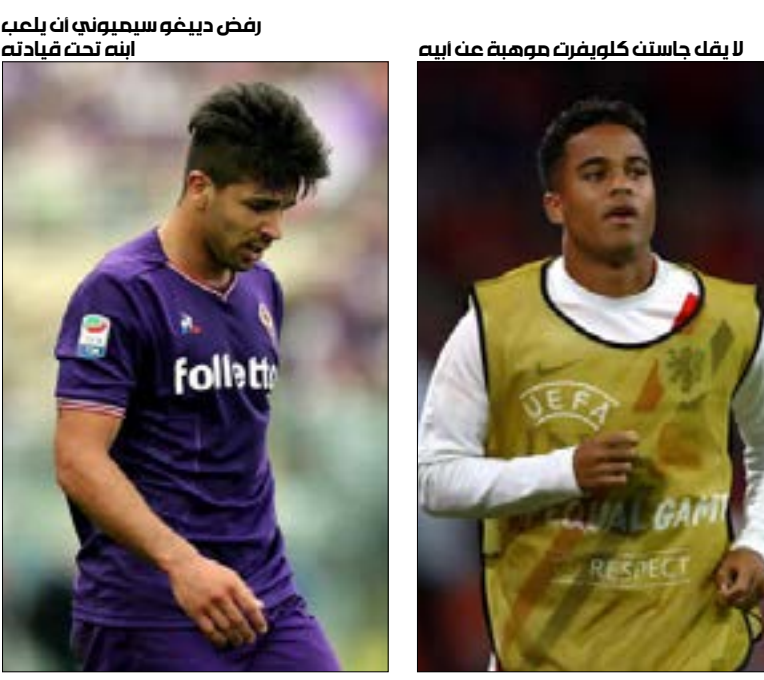 رفض دييغو سيميوني أن يلعب
ابنه تحت قيادته
لا يقل جاستن كلويفرت موهبة عن أبيه
folletto
UEFA
EQUAL GAME
RESPECT